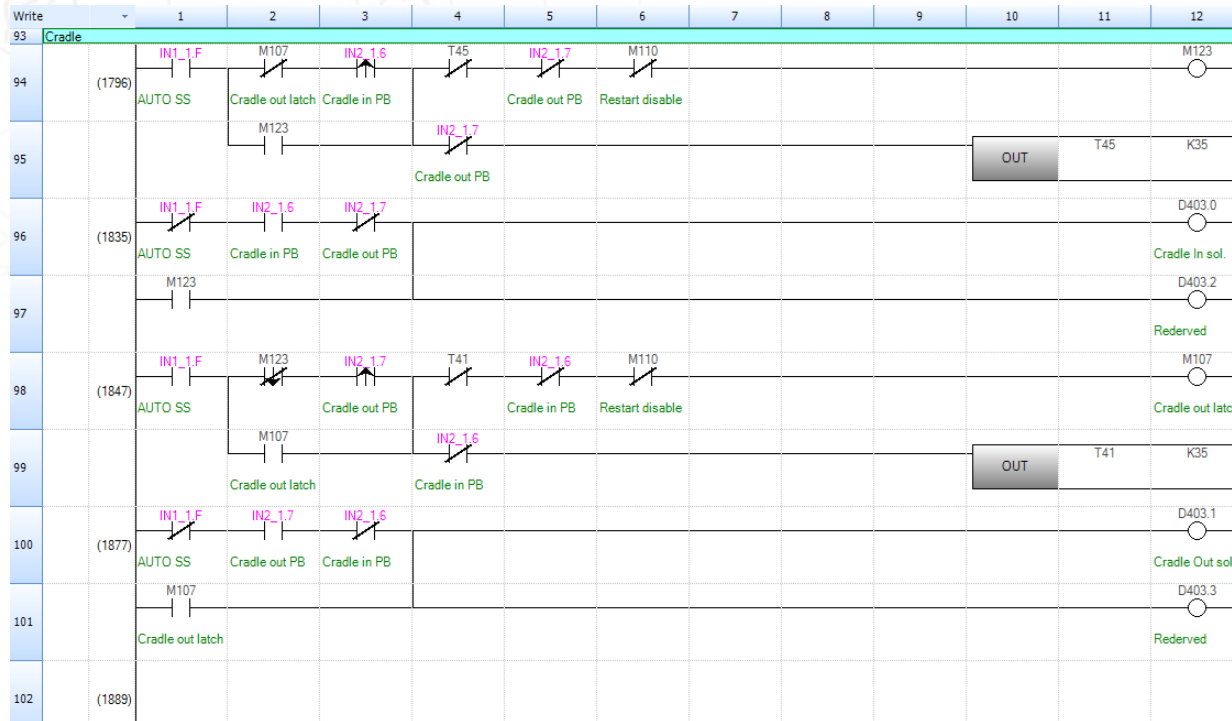 Write 1 2 3 4 5 6 7 8 9 10 11 12
93 Cradle
IN1_1.F M107 IN2_1.6 T45 IN2_1.7 M110 M123
94 (1796)
AUTO SS Cradle out latch Cradle in PB Cradle out PB Restart disable
M123 IN2_1.7
95 OUT T45 K35
Cradle out PB
IN1_1.F IN2_1.6 IN2_1.7 D403.0
96 (1835)
AUTO SS Cradle in PB Cradle out PB Cradle In sol.
M123 D403.2
97
Rederved
IN1_1.F M123 IN2_1.7 T41 IN2_1.6 M110 M107
98 (1847)
AUTO SS Cradle out PB Cradle in PB Restart disable Cradle out latc
M107 IN2_1.6
99 OUT T41 K35
Cradle out latch Cradle in PB
IN1_1.F IN2_1.7 IN2_1.6 D403.1
100 (1877)
AUTO SS Cradle out PB Cradle in PB Cradle Out sol
M107 D403.3
101
Cradle out latch Rederved
102 (1889)